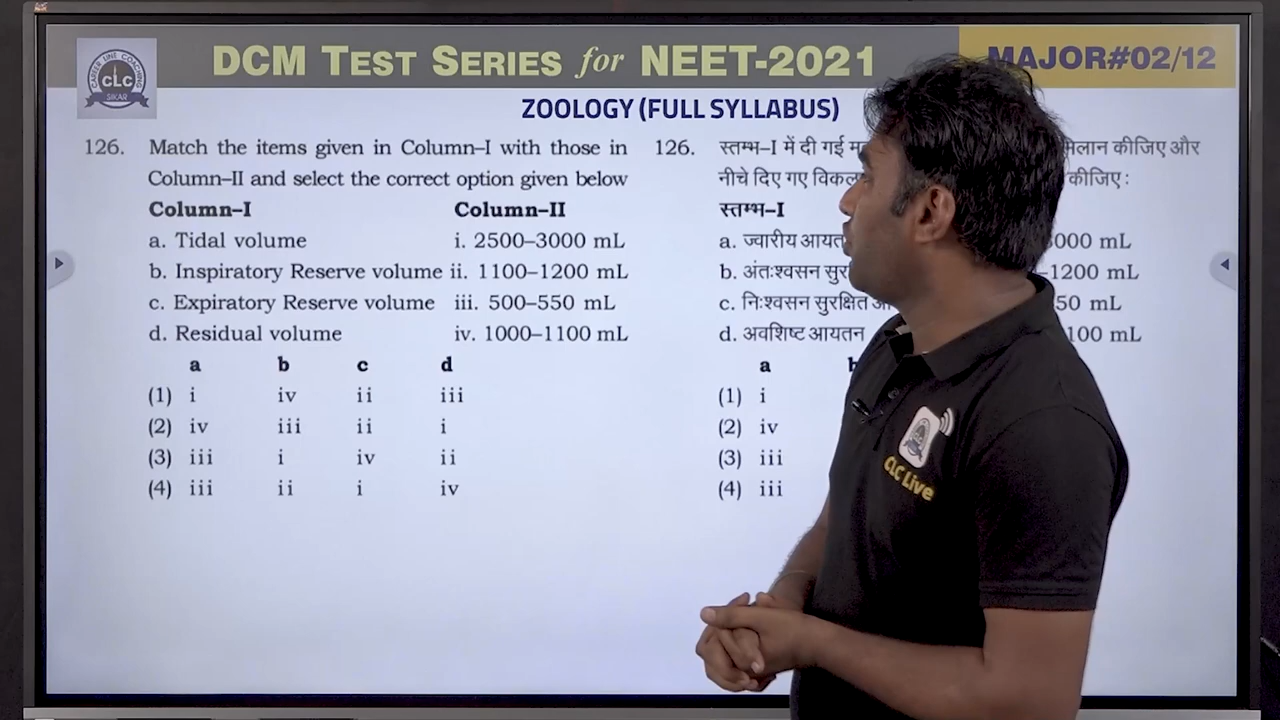 DCM TEST SERIES for NEET-2021
MAJOR#02/12
CAREER LINE COACHING
CLC
SIKAR
ZOOLOGY (FULL SYLLABUS)
126. Match the items given in Column–I with those in
Column–II and select the correct option given below
Column–I Column–II
a. Tidal volume i. 2500–3000 mL
b. Inspiratory Reserve volume ii. 1100–1200 mL
c. Expiratory Reserve volume iii. 500–550 mL
d. Residual volume iv. 1000–1100 mL
a b c d
(1) i iv ii iii
(2) iv iii ii i
(3) iii i iv ii
(4) iii ii i iv
126. स्तम्भ–I में दी गई मिलान कीजिए और
नीचे दिए गए कीजिए :
स्तम्भ–I
a. ज्वारीय 000 mL
b. अंतःश्वसन –1200 mL
c. निःश्वसन सुरक्षित 50 mL
d. अवशिष्ट आयतन 100 mL
a
(1) i
(2) iv
(3) iii
(4) iii
CLC Live